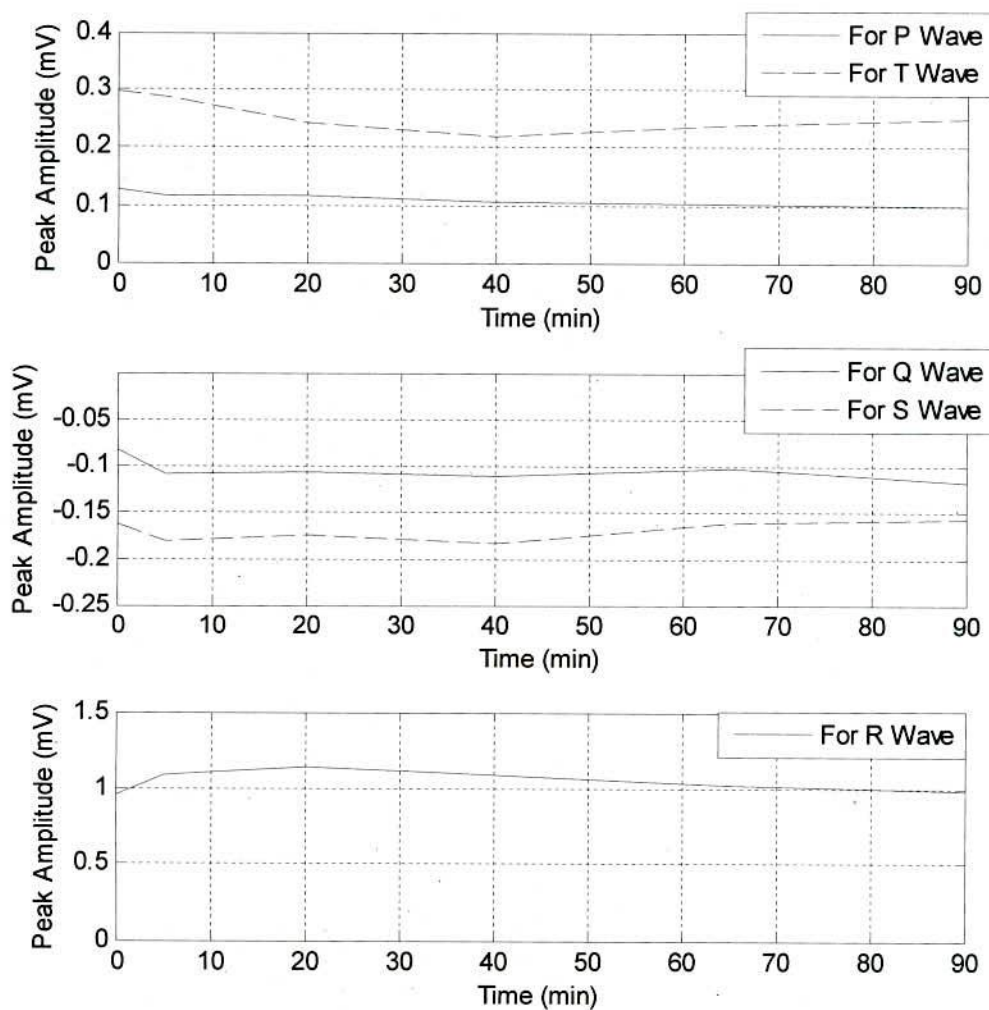 Peak Amplitude (mV)
0.4
0.3
0.2
0.1
0
0 10 20 30 40 50 60 70 80 90
Time (min)
For P Wave
For T Wave
Peak Amplitude (mV)
-0.05
-0.1
-0.15
-0.2
-0.25
0 10 20 30 40 50 60 70 80 90
Time (min)
For Q Wave
For S Wave
Peak Amplitude (mV)
1.5
1
0.5
0
0 10 20 30 40 50 60 70 80 90
Time (min)
For R Wave